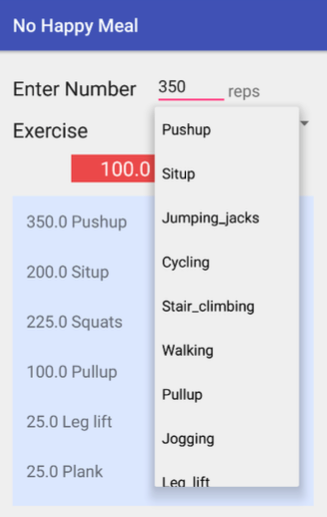 No Happy Meal
Enter Number 350 reps
Exercise
Pushup
Situp
Jumping_jacks
Cycling
Stair_climbing
Walking
Pullup
Jogging
Leg_lift
100.0
350.0 Pushup
200.0 Situp
225.0 Squats
100.0 Pullup
25.0 Leg lift
25.0 Plank